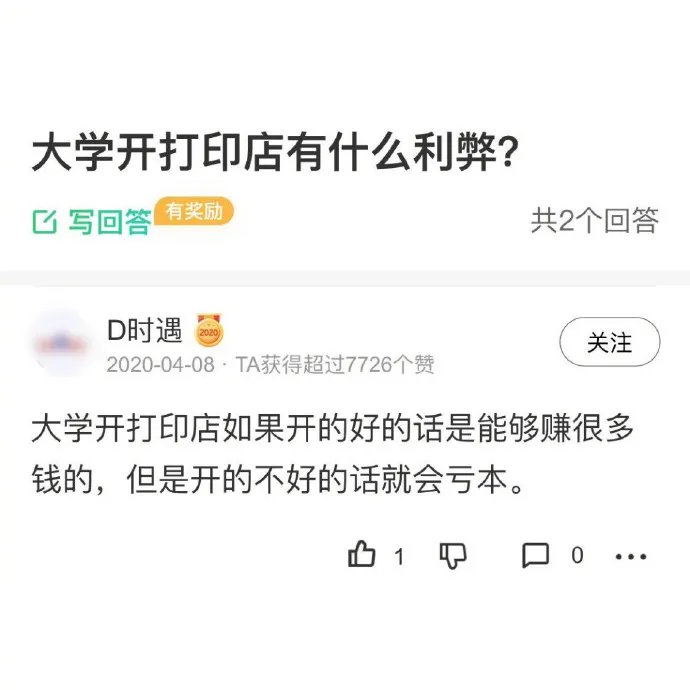 大学开打印店有什么利弊?
写回答 有奖励 共2个回答
D时遇 2020 关注
2020-04-08 · TA获得超过7726个赞
大学开打印店如果开的好的话是能够赚很多
钱的，但是开的不好的话就会亏本。
1 0